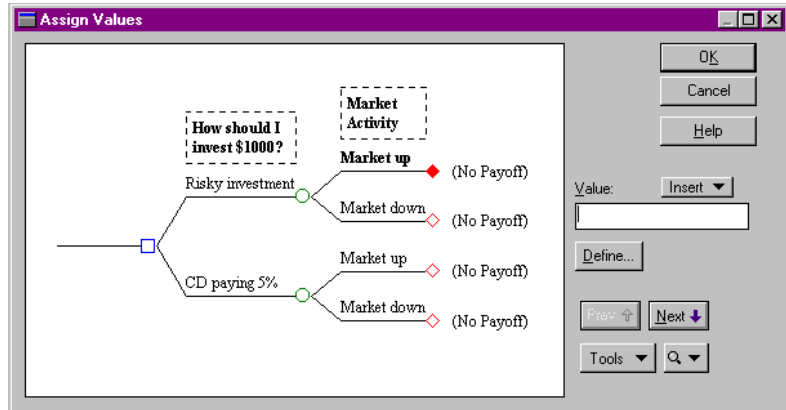 Assign Values
OK
Cancel
Help
How should I
invest $1000?
Market
Activity
Market up
(No Payoff)
Risky investment
Market down
(No Payoff)
Market up
(No Payoff)
CD paying 5%
Market down
(No Payoff)
Value:
Insert
Define...
Prev
Next
Tools